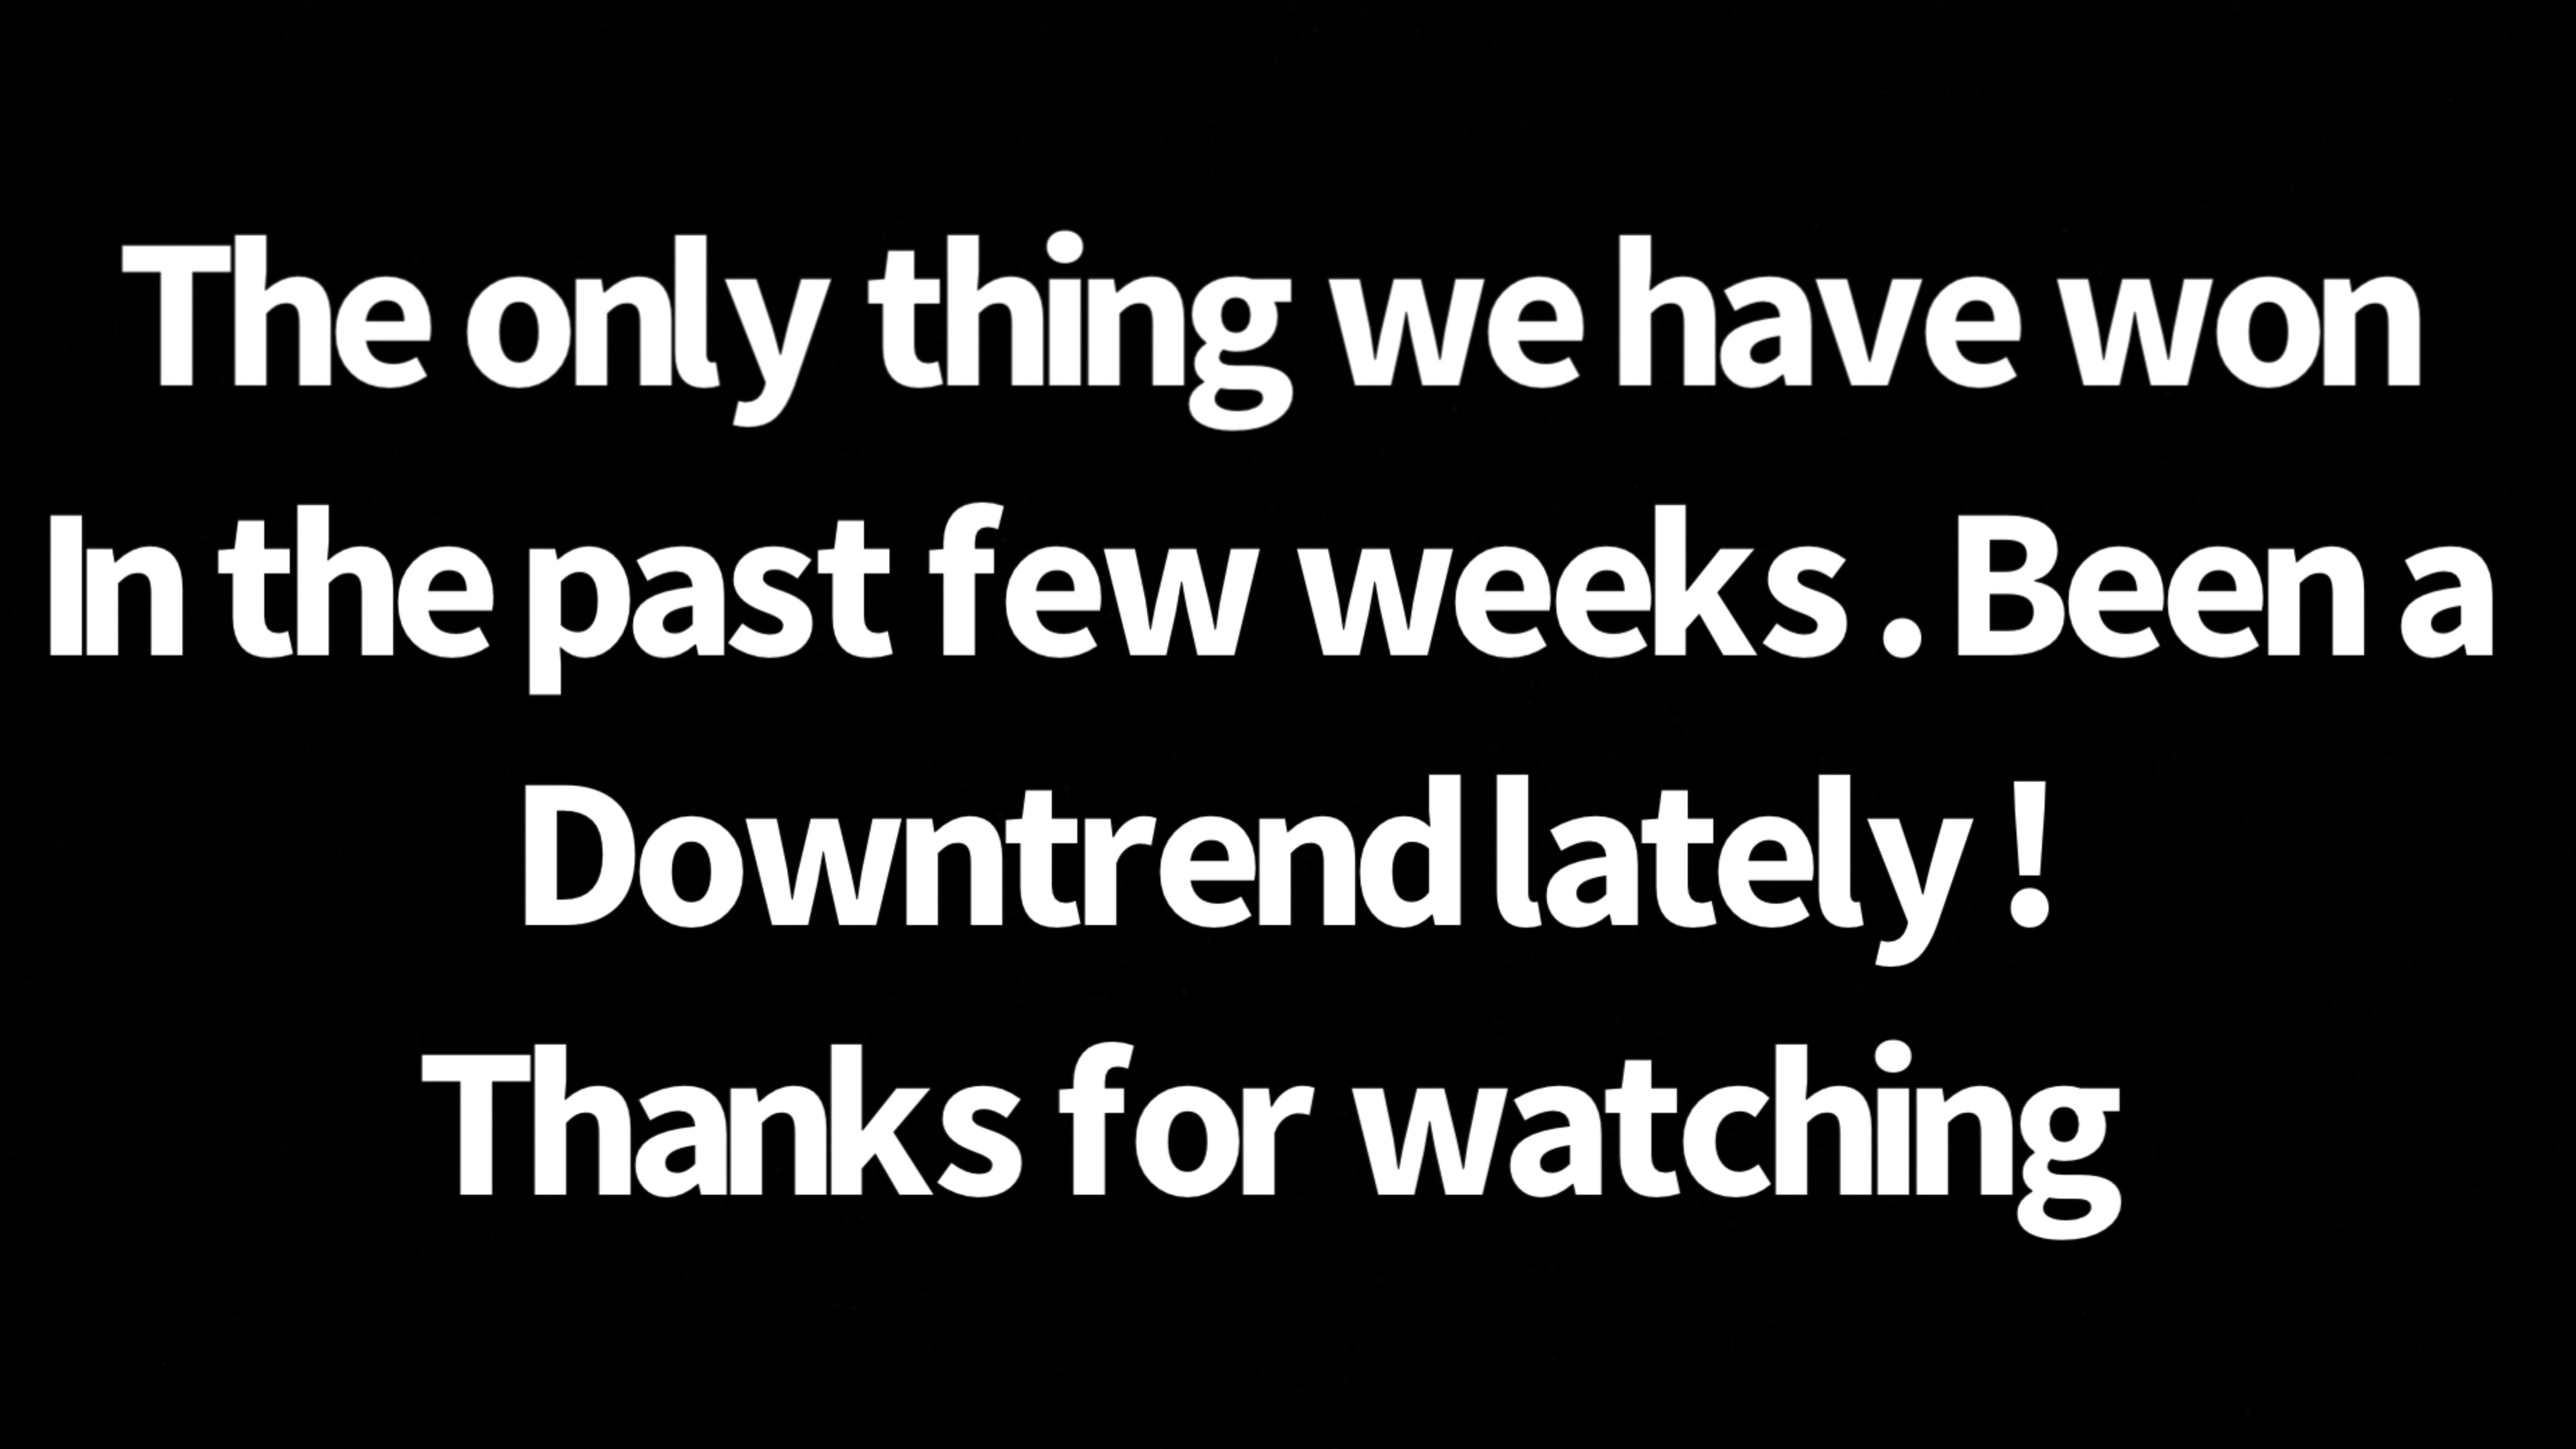 The only thing we have won
In the past few weeks . Been a
Downtrend lately !
Thanks for watching